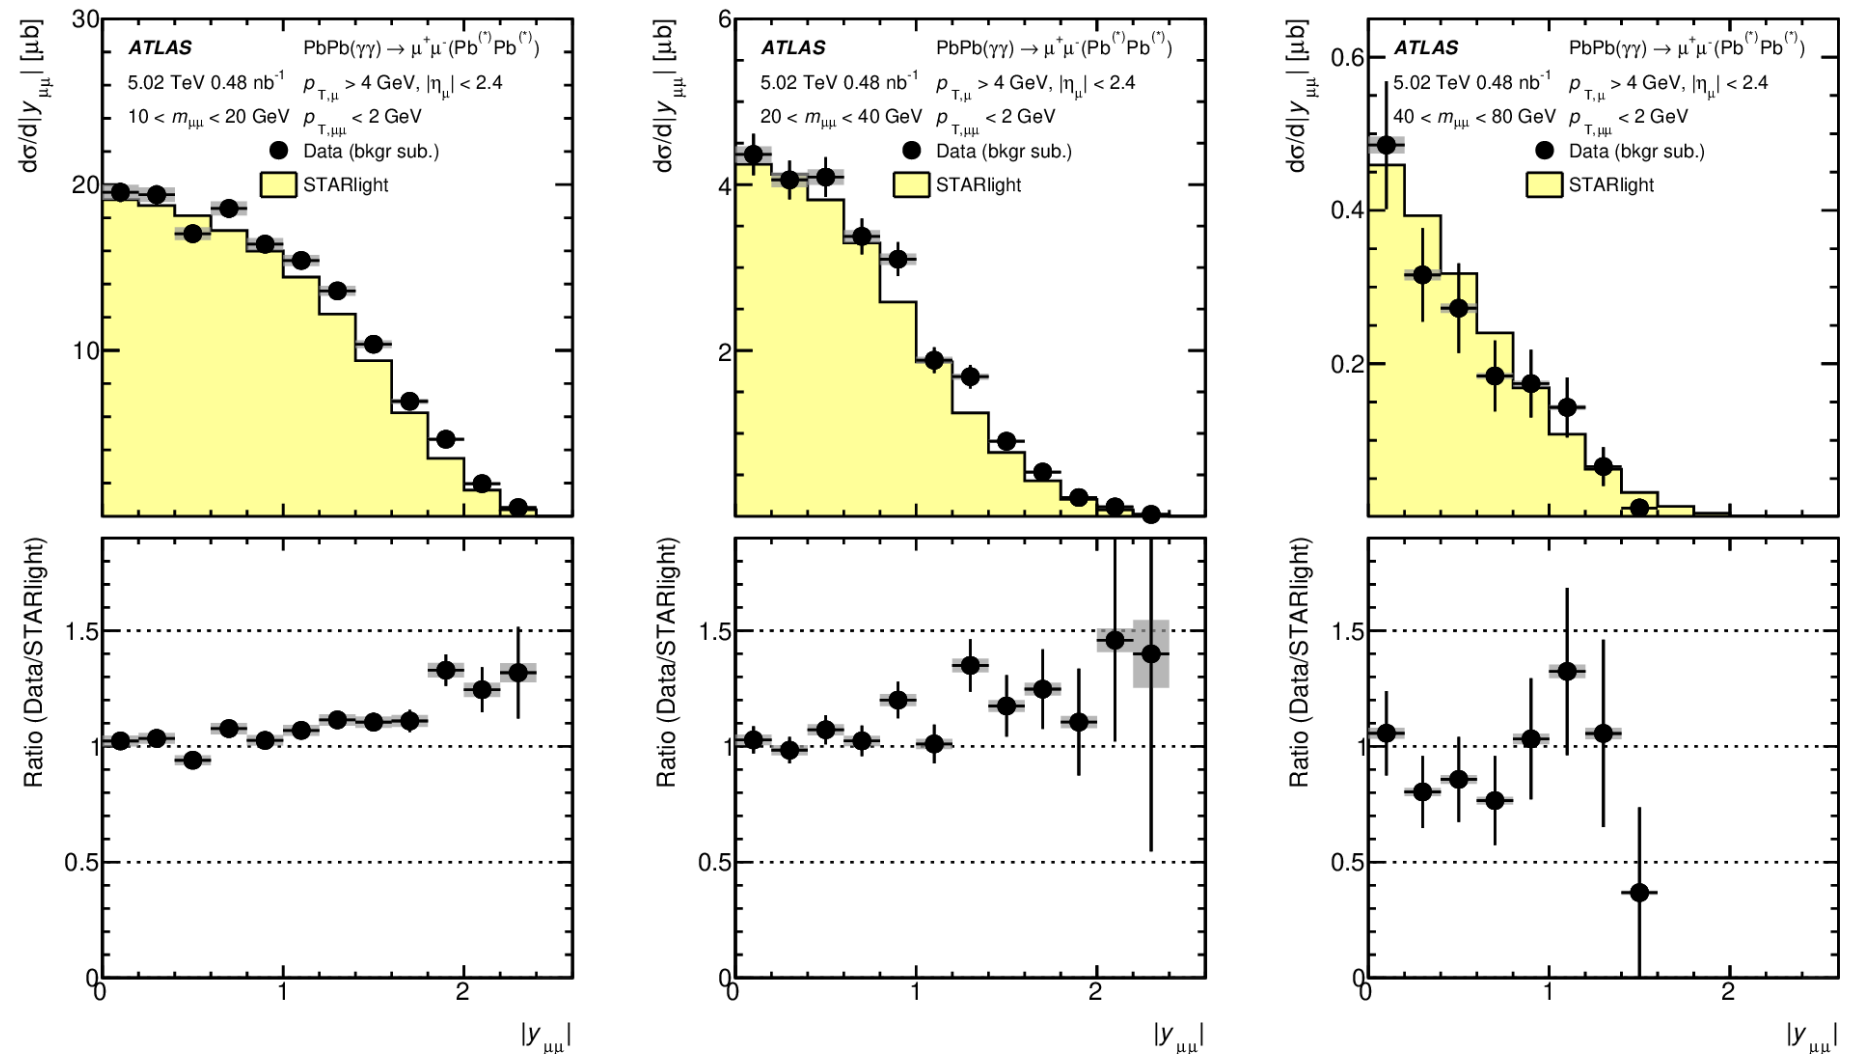 30
20
10
dσ/d|y_μμ| [μb]
ATLAS PbPb(γγ) → μ⁺μ⁻(Pb⁽*⁾Pb⁽*⁾)
5.02 TeV 0.48 nb⁻¹ p_T,μ > 4 GeV, |η_μ| < 2.4
10 < m_μμ < 20 GeV p_T,μμ < 2 GeV
Data (bkgr sub.)
STARlight
Ratio (Data/STARlight)
1.5
1
0.5
0
0 1 2
|y_μμ|
6
4
2
dσ/d|y_μμ| [μb]
ATLAS PbPb(γγ) → μ⁺μ⁻(Pb⁽*⁾Pb⁽*⁾)
5.02 TeV 0.48 nb⁻¹ p_T,μ > 4 GeV, |η_μ| < 2.4
20 < m_μμ < 40 GeV p_T,μμ < 2 GeV
Data (bkgr sub.)
STARlight
Ratio (Data/STARlight)
1.5
1
0.5
0
0 1 2
|y_μμ|
0.6
0.4
0.2
dσ/d|y_μμ| [μb]
ATLAS PbPb(γγ) → μ⁺μ⁻(Pb⁽*⁾Pb⁽*⁾)
5.02 TeV 0.48 nb⁻¹ p_T,μ > 4 GeV, |η_μ| < 2.4
40 < m_μμ < 80 GeV p_T,μμ < 2 GeV
Data (bkgr sub.)
STARlight
Ratio (Data/STARlight)
1.5
1
0.5
0
0 1 2
|y_μμ|